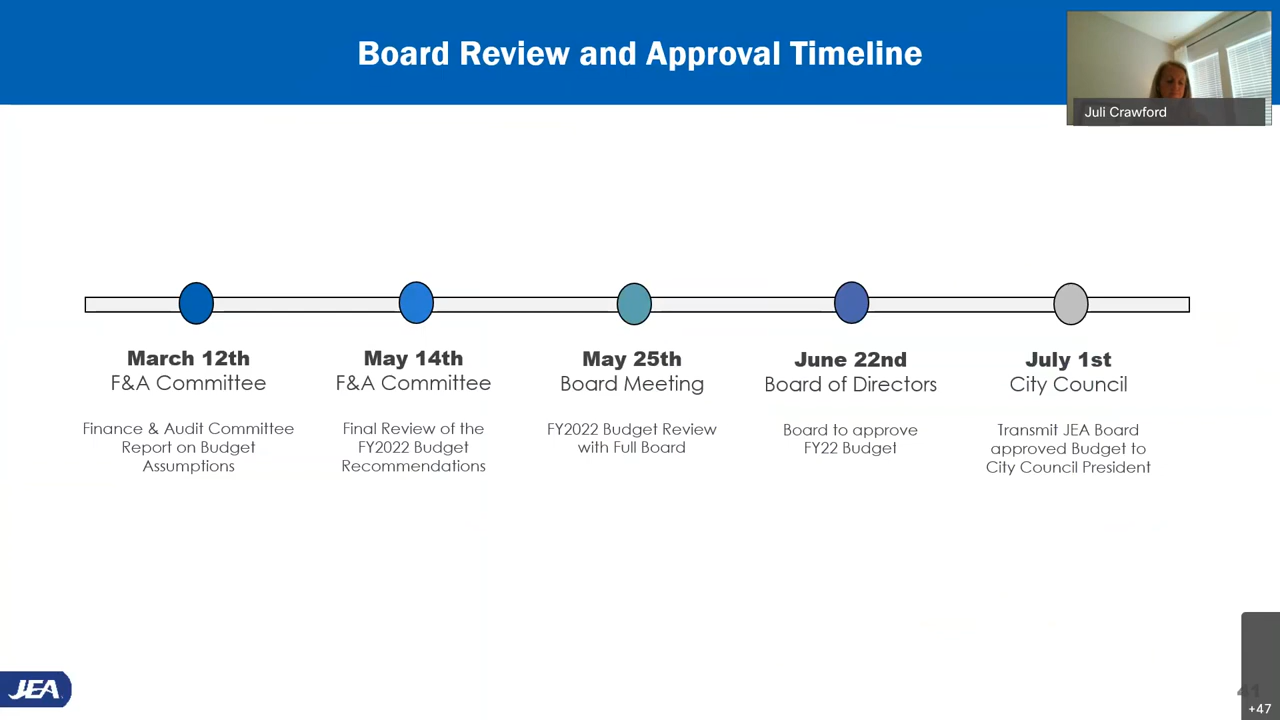 Board Review and Approval Timeline
Juli Crawford
March 12th
F&A Committee
Finance & Audit Committee
Report on Budget
Assumptions
May 14th
F&A Committee
Final Review of the
FY2022 Budget
Recommendations
May 25th
Board Meeting
FY2022 Budget Review
with Full Board
June 22nd
Board of Directors
Board to approve
FY22 Budget
July 1st
City Council
Transmit JEA Board
approved Budget to
City Council President
JEA
41
+47